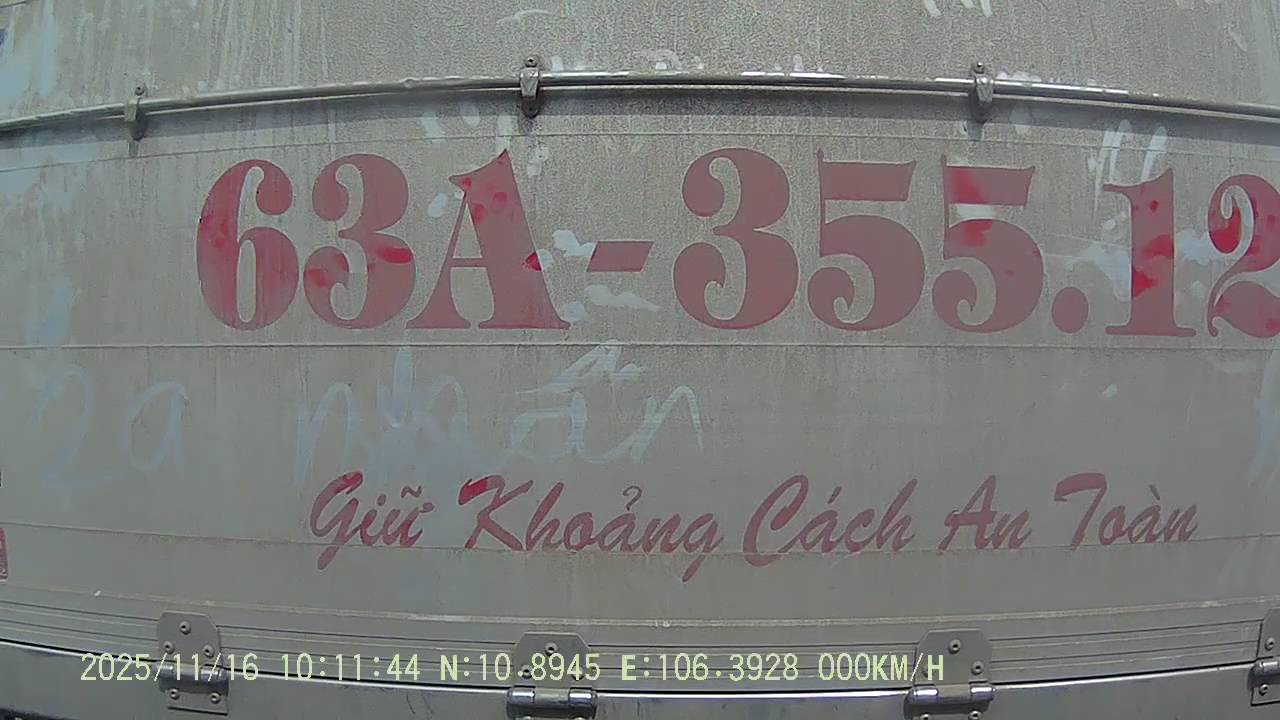 63A-355.12
nhấn
Giữ Khoảng Cách An Toàn
2025/11/16 10:11:44 N:10.8945 E:106.3928 000KM/H